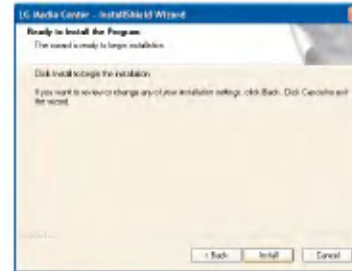 LG Media Center - InstallShield Wizard
Ready to Install the Program
The wizard is ready to begin installation.
Click Install to begin the installation.
If you want to review or change any of your installation settings, click Back. Click Cancel to exit
the wizard.
< Back Install Cancel